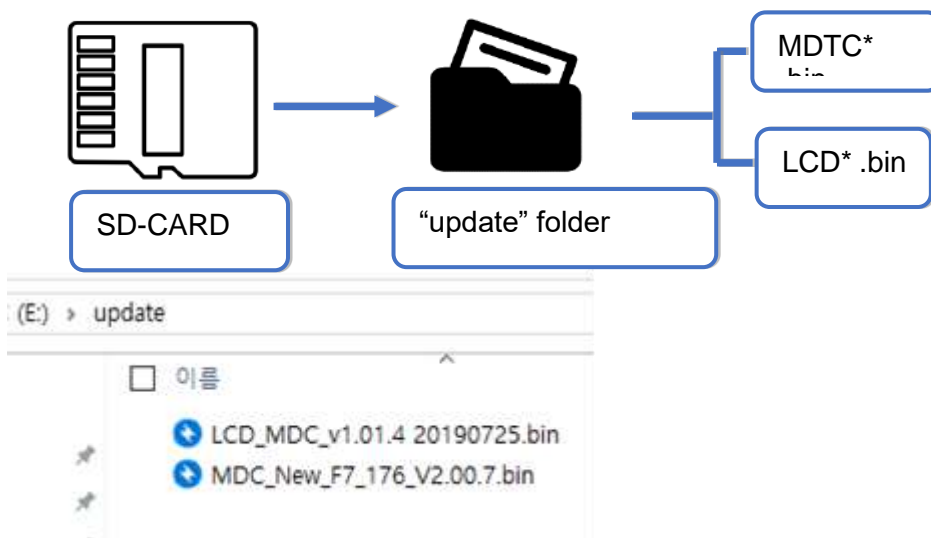 MDTC*
.bin
LCD* .bin
SD-CARD
“update” folder
(E:) › update
이름
LCD_MDC_v1.01.4 20190725.bin
MDC_New_F7_176_V2.00.7.bin